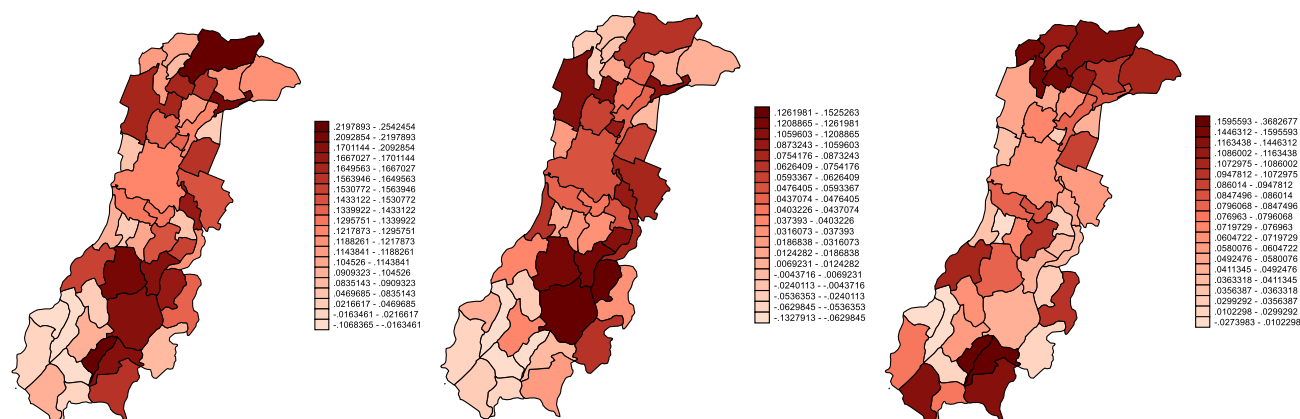 .2197893 - .2542454
.2092854 - .2197893
.1701144 - .2092854
.1667027 - .1701144
.1649563 - .1667027
.1563946 - .1649563
.1530772 - .1563946
.1433122 - .1530772
.1339922 - .1433122
.1295751 - .1339922
.1217873 - .1295751
.1188261 - .1217873
.1143841 - .1188261
.104526 - .1143841
.0909323 - .104526
.0835143 - .0909323
.0469685 - .0835143
.0216617 - .0469685
-.0163461 - .0216617
-.1068365 - -.0163461
.1261981 - .1525263
.1208865 - .1261981
.1059603 - .1208865
.0873243 - .1059603
.0754176 - .0873243
.0626409 - .0754176
.0593367 - .0626409
.0476405 - .0593367
.0437074 - .0476405
.0403226 - .0437074
.037393 - .0403226
.0316073 - .037393
.0186838 - .0316073
.0124282 - .0186838
.0069231 - .0124282
-.0043716 - .0069231
-.0240113 - -.0043716
-.0536353 - -.0240113
-.0629845 - -.0536353
-.1327913 - -.0629845
.1595593 - .3682677
.1446312 - .1595593
.1163438 - .1446312
.1086002 - .1163438
.1072975 - .1086002
.0947812 - .1072975
.086014 - .0947812
.0847496 - .086014
.0796068 - .0847496
.076963 - .0796068
.0719729 - .076963
.0604722 - .0719729
.0580076 - .0604722
.0492476 - .0580076
.0411345 - .0492476
.0363318 - .0411345
.0356387 - .0363318
.0299292 - .0356387
.0102298 - .0299292
-.0273983 - .0102298